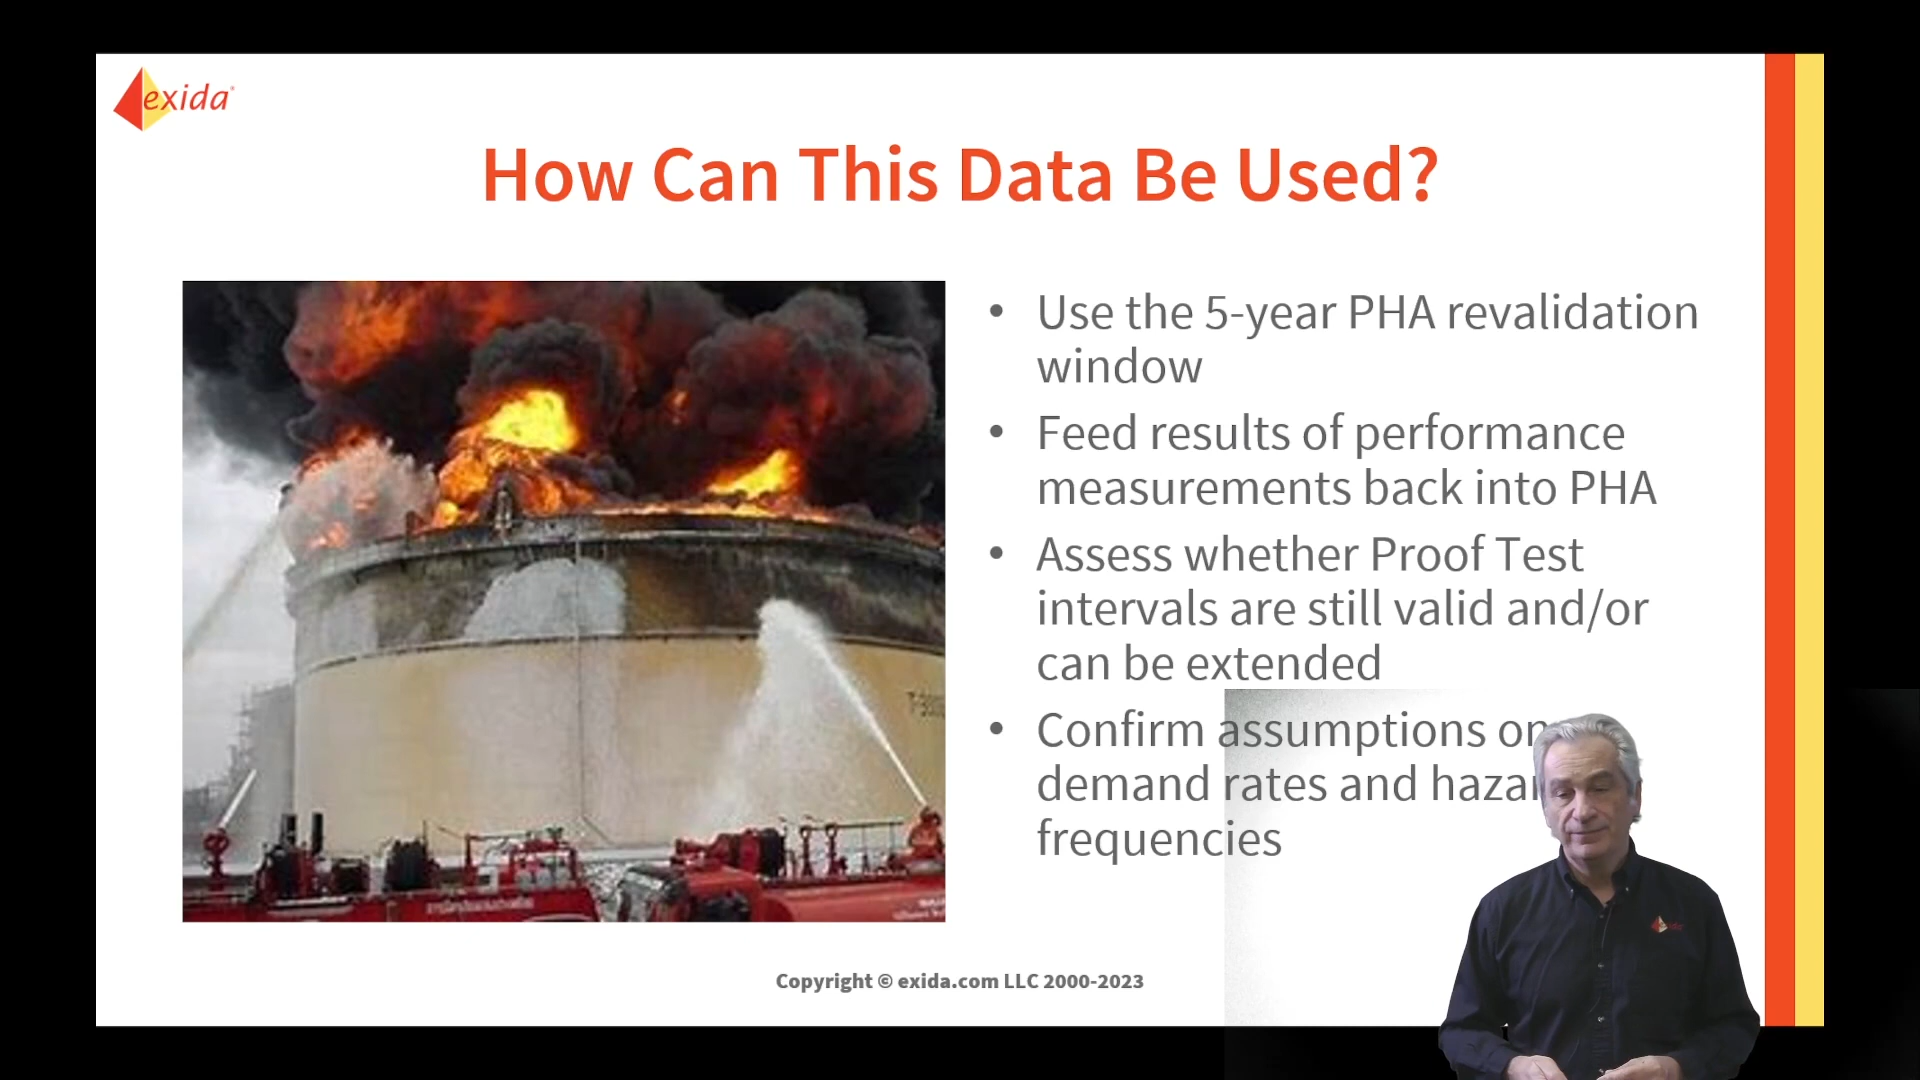 exida
How Can This Data Be Used?
• Use the 5-year PHA revalidation
window
• Feed results of performance
measurements back into PHA
• Assess whether Proof Test
intervals are still valid and/or
can be extended
• Confirm assumptions on
demand rates and
frequencies
Copyright © exida.com LLC 2000-2023